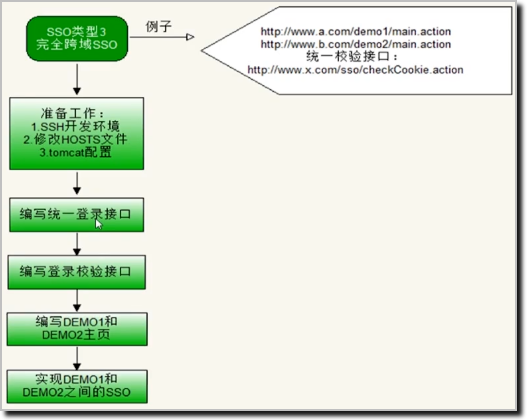 SSO类型3
完全跨域SSO
例子
http://www.a.com/demo1/main.action
http://www.b.com/demo2/main.action
统一校验接口：
http://www.x.com/sso/checkCookie.action
准备工作：
1.SSH开发环境
2.修改HOSTS文件
3.tomcat配置
编写统一登录接口
编写登录校验接口
编写DEMO1和
DEMO2主页
实现DEMO1和
DEMO2之间的SSO